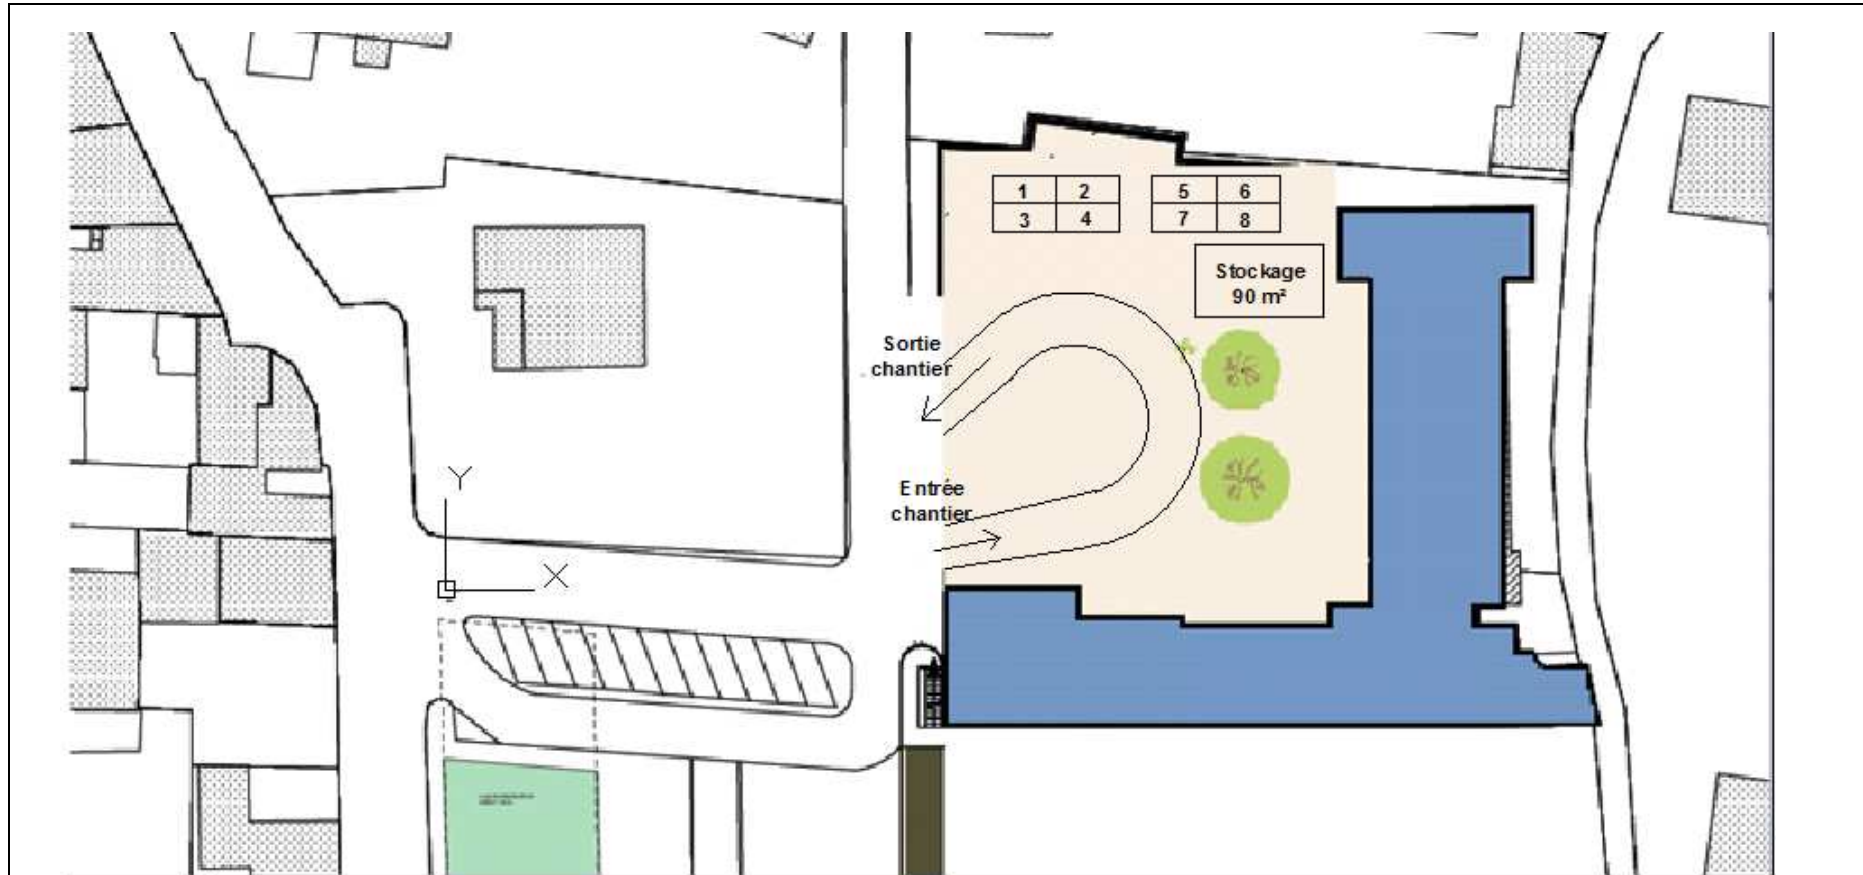 1 2 5 6
3 4 7 8
Stockage
90 m²
Sortie
chantier
Entrée
chantier
Y
X